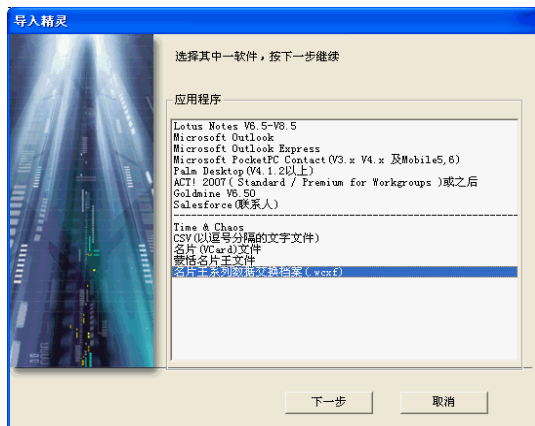 导入精灵
选择其中一软件，按下一步继续
应用程序
Lotus Notes V6.5-V8.5
Microsoft Outlook
Microsoft Outlook Express
Microsoft PocketPC Contact(V3.x V4.x 及Mobile5,6)
Palm Desktop(V4.1.2以上)
ACT! 2007( Standard / Premium for Workgroups )或之后
Goldmine V6.50
Salesforce(联系人)
Time & Chaos
CSV(以逗号分隔的文字文件)
名片(VCard)文件
蒙恬名片王文件
名片王系列数据交换档案(.wcxf)
下一步
取消